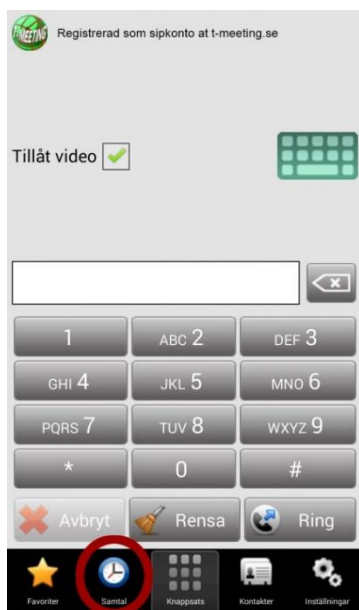 T-MEETING
Registrerad som sipkonto at t-meeting.se
Tillåt video
1
ABC 2
DEF 3
GHI 4
JKL 5
MNO 6
PQRS 7
TUV 8
WXYZ 9
*
0
#
Avbryt
Rensa
Ring
Favoriter
Samtal
Knappsats
Kontakter
Inställningar